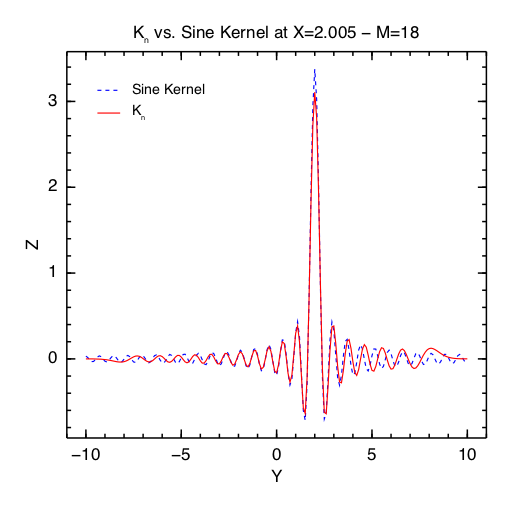 Kₙ vs. Sine Kernel at X=2.005 − M=18
Sine Kernel
Kₙ
3
2
1
0
Z
−10
−5
0
5
10
Y